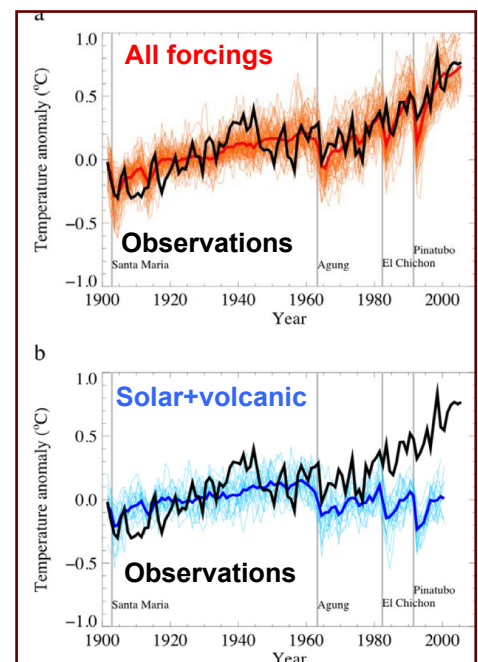 a
1.0
All forcings
0.5
0.0
−0.5
Observations
Pinatubo
Santa Maria Agung El Chichon
−1.0
1900 1920 1940 1960 1980 2000
Year
Temperature anomaly (ºC)
b
1.0
Solar+volcanic
0.5
0.0
−0.5
Observations
Pinatubo
Santa Maria Agung El Chichon
−1.0
1900 1920 1940 1960 1980 2000
Year
Temperature anomaly (ºC)